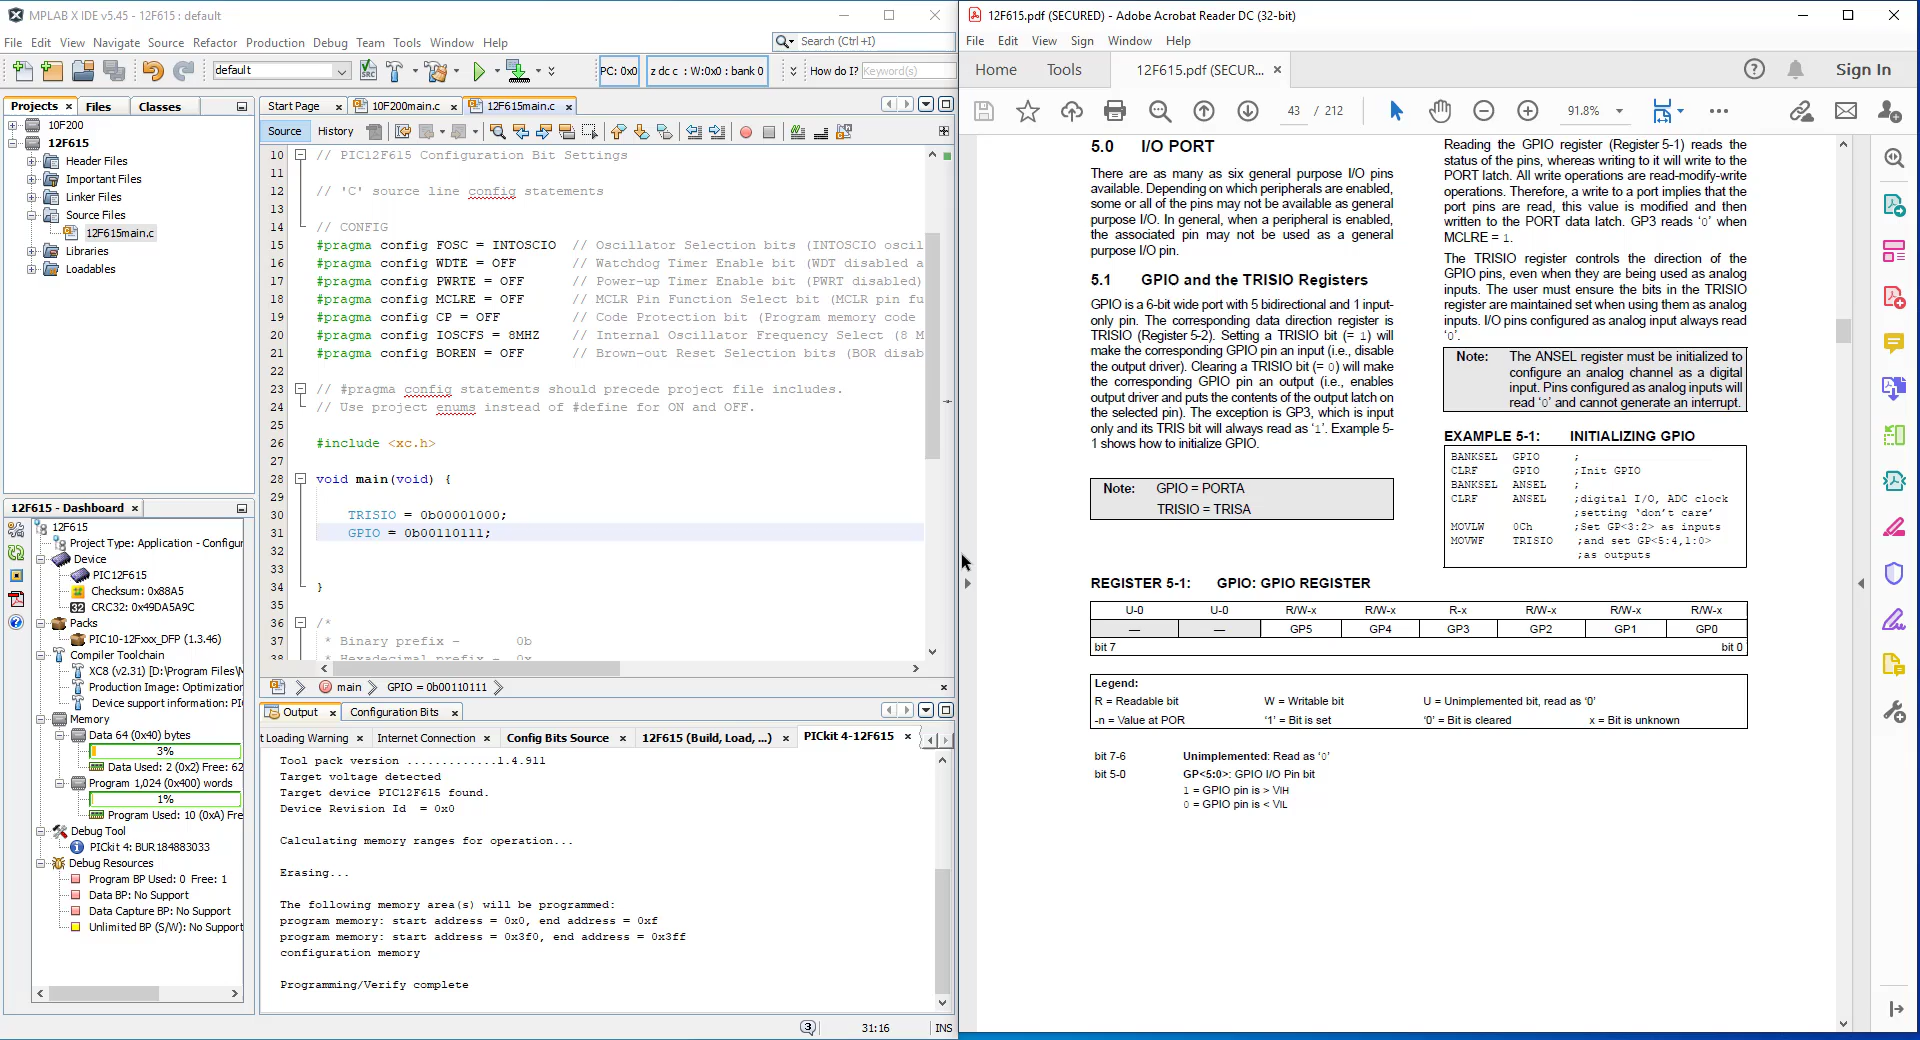 MPLAB X IDE v5.45 - 12F615 : default
File Edit View Navigate Source Refactor Production Debug Team Tools Window Help
Search (Ctrl+I)
default
PC: 0x0
z dc c : W:0x0 : bank 0
How do I?
Keyword(s)
Projects
Files
Classes
10F200
12F615
Header Files
Important Files
Linker Files
Source Files
12F615main.c
Libraries
Loadables
12F615 - Dashboard
12F615
Project Type: Application - Configur
Device
PIC12F615
Checksum: 0x88A5
CRC32: 0x49DA5A9C
Packs
PIC10-12Fxxx_DFP (1.3.46)
Compiler Toolchain
XC8 (v2.31) [D:\Program Files\M
Production Image: Optimization
Device support information: PI
Memory
Data 64 (0x40) bytes
3%
Data Used: 2 (0x2) Free: 62
Program 1,024 (0x400) words
1%
Program Used: 10 (0xA) Fre
Debug Tool
PICkit 4: BUR184883033
Debug Resources
Program BP Used: 0 Free: 1
Data BP: No Support
Data Capture BP: No Support
Unlimited BP (S/W): No Support
Start Page
10F200main.c
12F615main.c
Source
History
10 // PIC12F615 Configuration Bit Settings
11
12 // 'C' source line config statements
13
14 // CONFIG
15 #pragma config FOSC = INTOSCIO // Oscillator Selection bits (INTOSCIO oscil
16 #pragma config WDTE = OFF // Watchdog Timer Enable bit (WDT disabled a
17 #pragma config PWRTE = OFF // Power-up Timer Enable bit (PWRT disabled)
18 #pragma config MCLRE = OFF // MCLR Pin Function Select bit (MCLR pin fu
19 #pragma config CP = OFF // Code Protection bit (Program memory code
20 #pragma config IOSCFS = 8MHZ // Internal Oscillator Frequency Select (8 M
21 #pragma config BOREN = OFF // Brown-out Reset Selection bits (BOR disab
22
23 // #pragma config statements should precede project file includes.
24 // Use project enums instead of #define for ON and OFF.
25
26 #include <xc.h>
27
28 void main(void) {
29
30 TRISIO = 0b00001000;
31 GPIO = 0b00110111;
32
33
34 }
35
36 /*
37 * Binary prefix - 0b
38 * Hexadecimal prefix - 0x
main
GPIO = 0b00110111
Output
Configuration Bits
t Loading Warning
Internet Connection
Config Bits Source
12F615 (Build, Load, ...)
PICkit 4-12F615
Tool pack version .............1.4.911
Target voltage detected
Target device PIC12F615 found.
Device Revision Id = 0x0
Calculating memory ranges for operation...
Erasing...
The following memory area(s) will be programmed:
program memory: start address = 0x0, end address = 0xf
program memory: start address = 0x3f0, end address = 0x3ff
configuration memory
Programming/Verify complete
3
31:16
INS
12F615.pdf (SECURED) - Adobe Acrobat Reader DC (32-bit)
File Edit View Sign Window Help
Home
Tools
12F615.pdf (SECUR...
Sign In
43 / 212
91.8%
5.0 I/O PORT
There are as many as six general purpose I/O pins
available. Depending on which peripherals are enabled,
some or all of the pins may not be available as general
purpose I/O. In general, when a peripheral is enabled,
the associated pin may not be used as a general
purpose I/O pin.
5.1 GPIO and the TRISIO Registers
GPIO is a 6-bit wide port with 5 bidirectional and 1 input-
only pin. The corresponding data direction register is
TRISIO (Register 5-2). Setting a TRISIO bit (= 1) will
make the corresponding GPIO pin an input (i.e., disable
the output driver). Clearing a TRISIO bit (= 0) will make
the corresponding GPIO pin an output (i.e., enables
output driver and puts the contents of the output latch on
the selected pin). The exception is GP3, which is input
only and its TRIS bit will always read as '1'. Example 5-
1 shows how to initialize GPIO.
Note: GPIO = PORTA
TRISIO = TRISA
Reading the GPIO register (Register 5-1) reads the
status of the pins, whereas writing to it will write to the
PORT latch. All write operations are read-modify-write
operations. Therefore, a write to a port implies that the
port pins are read, this value is modified and then
written to the PORT data latch. GP3 reads '0' when
MCLRE = 1.
The TRISIO register controls the direction of the
GPIO pins, even when they are being used as analog
inputs. The user must ensure the bits in the TRISIO
register are maintained set when using them as analog
inputs. I/O pins configured as analog input always read
'0'.
Note: The ANSEL register must be initialized to
configure an analog channel as a digital
input. Pins configured as analog inputs will
read '0' and cannot generate an interrupt.
EXAMPLE 5-1: INITIALIZING GPIO
BANKSEL GPIO ;
CLRF GPIO ;Init GPIO
BANKSEL ANSEL ;
CLRF ANSEL ;digital I/O, ADC clock
;setting 'don't care'
MOVLW 0Ch ;Set GP<3:2> as inputs
MOVWF TRISIO ;and set GP<5:4,1:0>
;as outputs
REGISTER 5-1: GPIO: GPIO REGISTER
U-0 U-0 R/W-x R/W-x R-x R/W-x R/W-x R/W-x
— — GP5 GP4 GP3 GP2 GP1 GP0
bit 7 bit 0
Legend:
R = Readable bit W = Writable bit U = Unimplemented bit, read as '0'
-n = Value at POR '1' = Bit is set '0' = Bit is cleared x = Bit is unknown
bit 7-6 Unimplemented: Read as '0'
bit 5-0 GP<5:0>: GPIO I/O Pin bit
1 = GPIO pin is > VIH
0 = GPIO pin is < VIL